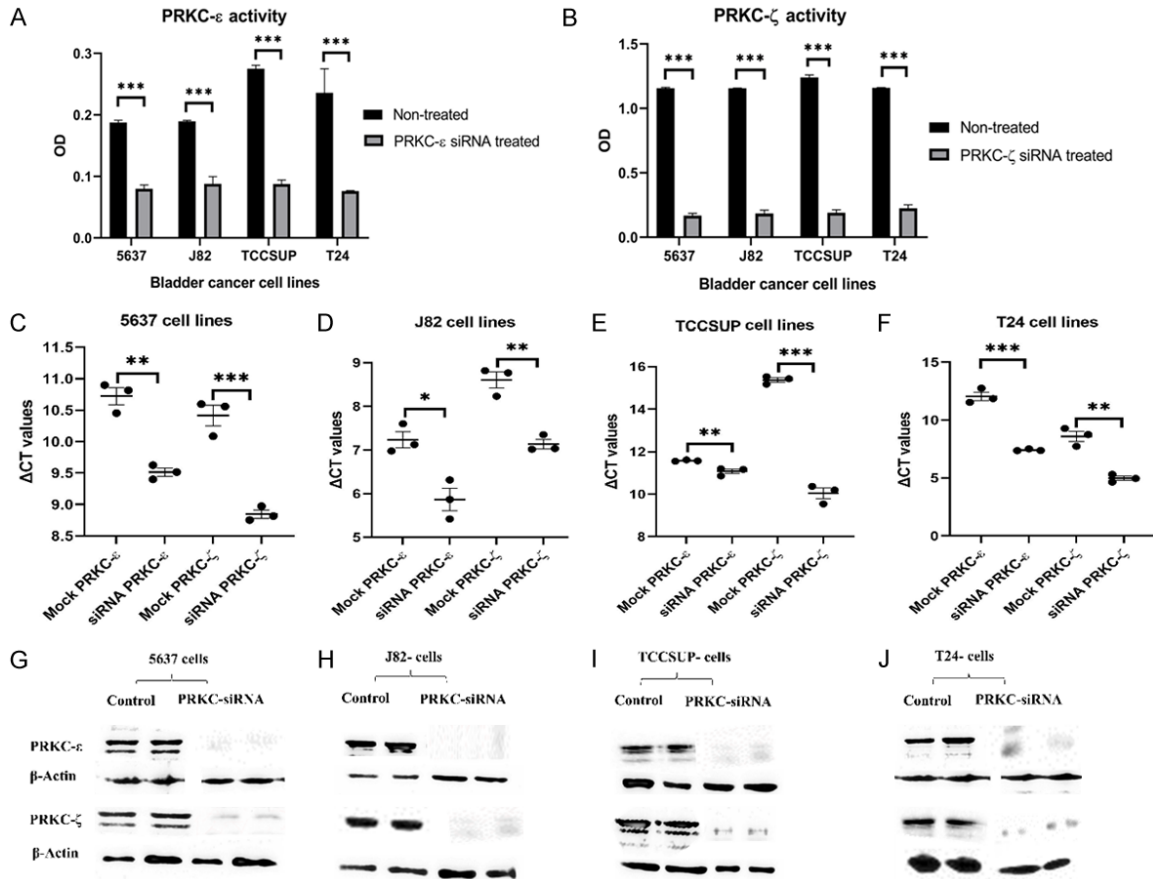 A
PRKC-ε activity
0.3
0.2
0.1
0.0
OD
***
***
***
***
Non-treated
PRKC-ε siRNA treated
5637 J82 TCCSUP T24
Bladder cancer cell lines
B
PRKC-ζ activity
1.5
1.2
0.9
0.6
0.3
0.0
OD
***
***
***
***
Non-treated
PRKC-ζ siRNA treated
5637 J82 TCCSUP T24
Bladder cancer cell lines
C
5637 cell lines
11.5
11.0
10.5
10.0
9.5
9.0
8.5
ΔCT values
**
***
Mock PRKC-ε
siRNA PRKC-ε
Mock PRKC-ζ
siRNA PRKC-ζ
D
J82 cell lines
9
8
7
6
5
ΔCT values
*
**
Mock PRKC-ε
siRNA PRKC-ε
Mock PRKC-ζ
siRNA PRKC-ζ
E
TCCSUP cell lines
16
14
12
10
8
ΔCT values
**
***
Mock PRKC-ε
siRNA PRKC-ε
Mock PRKC-ζ
siRNA PRKC-ζ
F
T24 cell lines
15
10
5
0
ΔCT values
***
**
Mock PRKC-ε
siRNA PRKC-ε
Mock PRKC-ζ
siRNA PRKC-ζ
G
5637 cells
Control PRKC-siRNA
PRKC-ε
β-Actin
PRKC-ζ
β-Actin
H
J82- cells
Control PRKC-siRNA
I
TCCSUP- cells
Control PRKC-siRNA
J
T24- cells
Control PRKC-siRNA